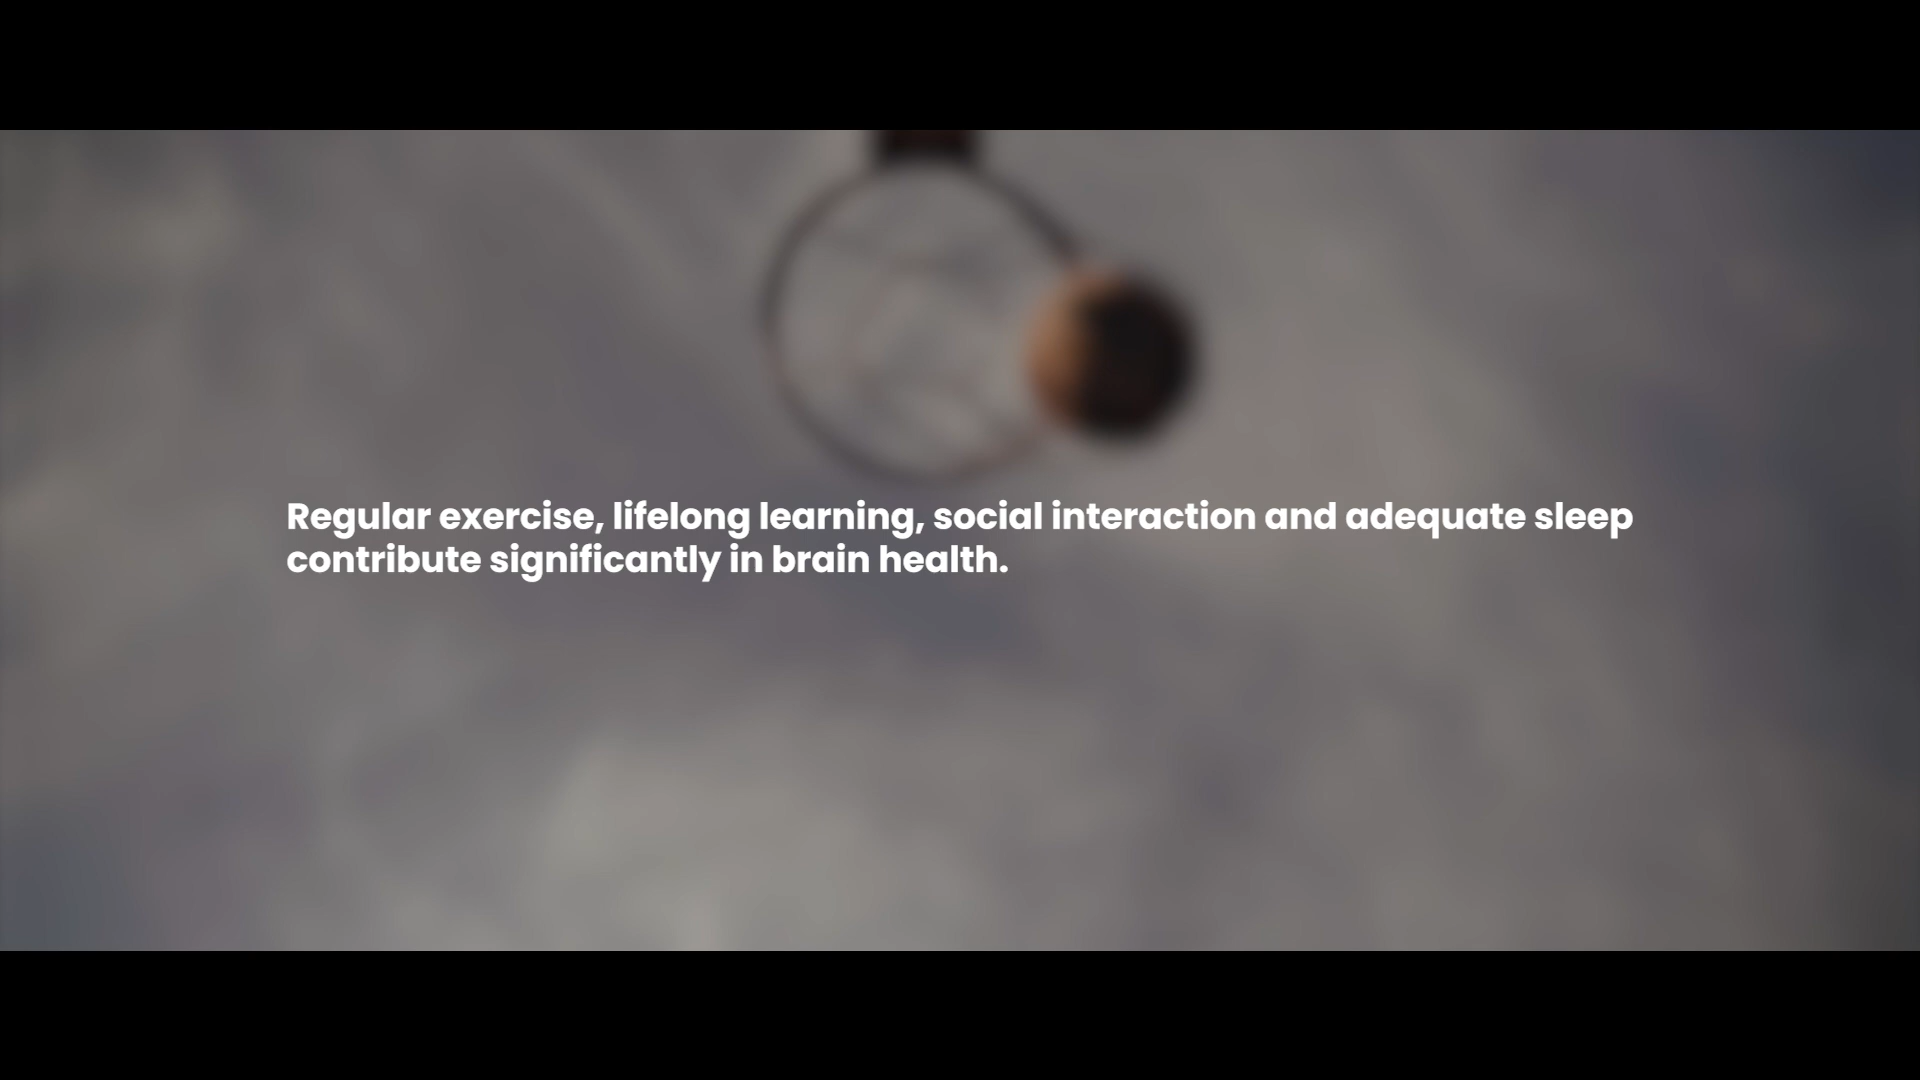 Regular exercise, lifelong learning, social interaction and adequate sleep
contribute significantly in brain health.